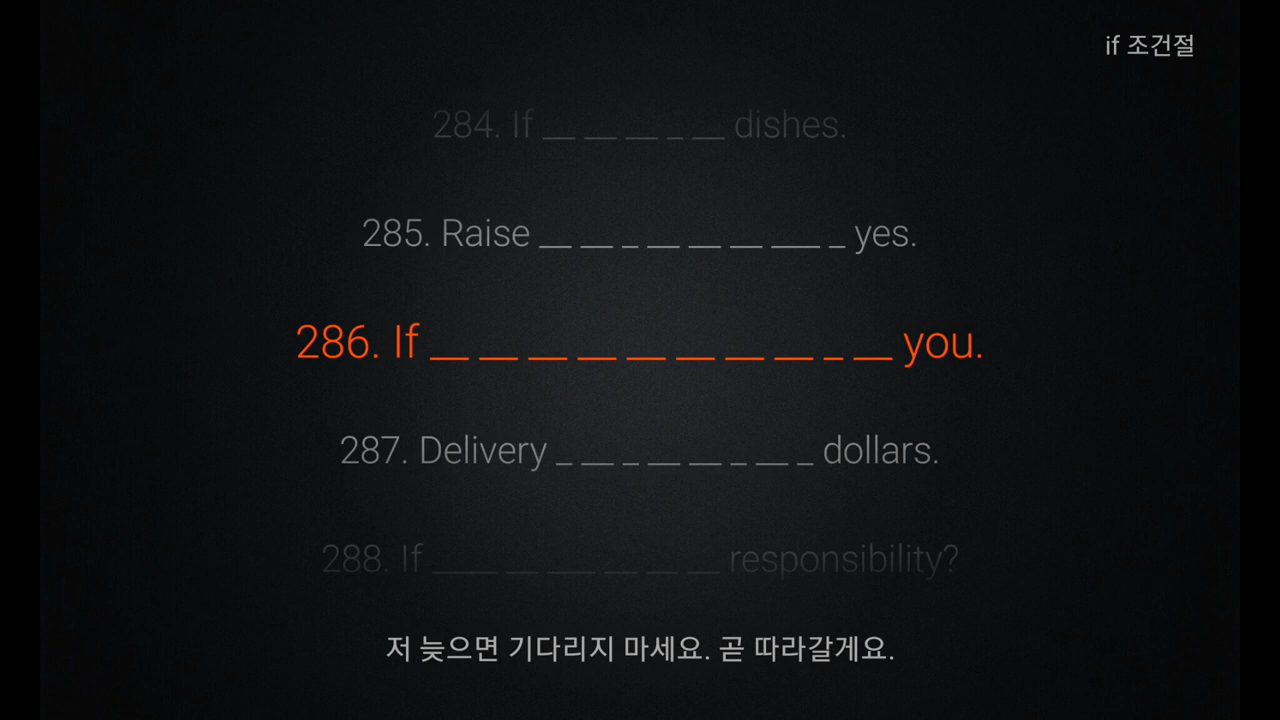 if 조건절
284. If __ __ __ _ __ dishes.
285. Raise __ __ _ __ __ __ ___ _ yes.
286. If __ __ __ __ __ __ __ __ _ __ you.
287. Delivery _ __ _ __ __ _ __ _ dollars.
288. If ____ __ ___ __ __ __ responsibility?
저 늦으면 기다리지 마세요. 곧 따라갈게요.